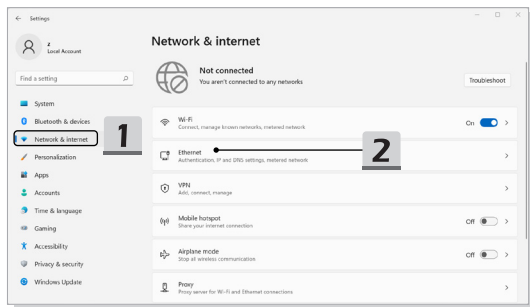 Settings
z
Local Account
Find a setting
System
Bluetooth & devices
Network & internet
Personalization
Apps
Accounts
Time & language
Gaming
Accessibility
Privacy & security
Windows Update
1
Network & internet
Not connected
You aren't connected to any networks
Troubleshoot
Wi-Fi
Connect, manage known networks, metered network
On
Ethernet
Authentication, IP and DNS settings, metered network
2
VPN
Add, connect, manage
Mobile hotspot
Share your internet connection
Off
Airplane mode
Stop all wireless communication
Off
Proxy
Proxy server for Wi-Fi and Ethernet connections